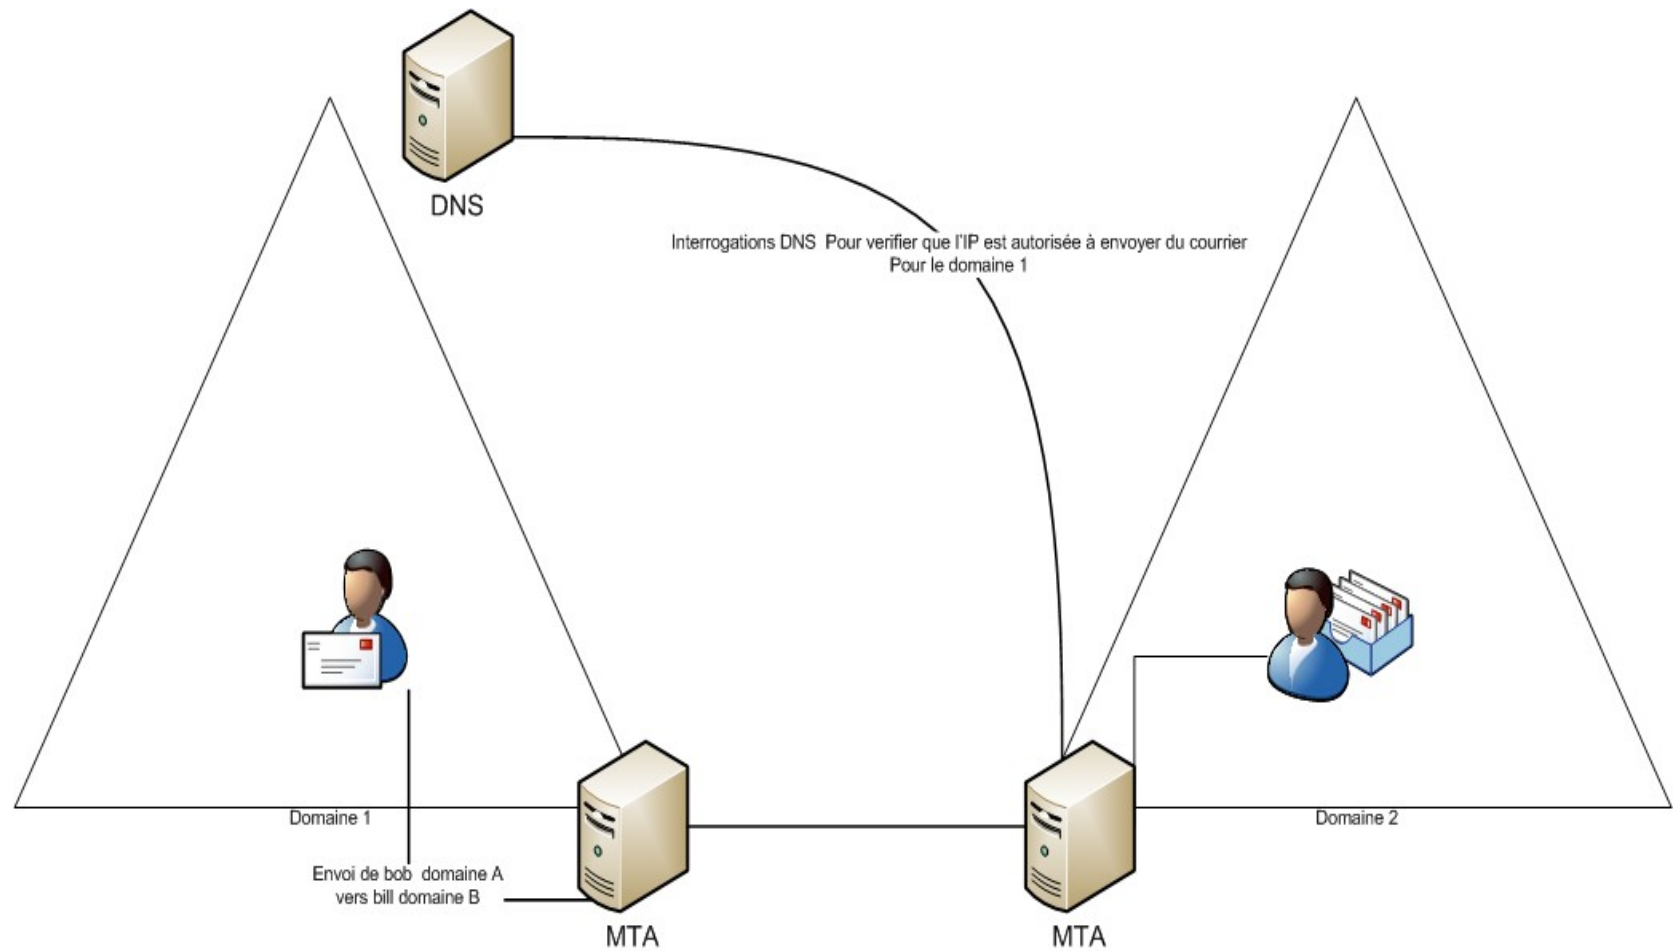 DNS
Interrogations DNS Pour verifier que l'IP est autorisée à envoyer du courrier
Pour le domaine 1
Domaine 1
Domaine 2
Envoi de bob domaine A
vers bill domaine B
MTA
MTA